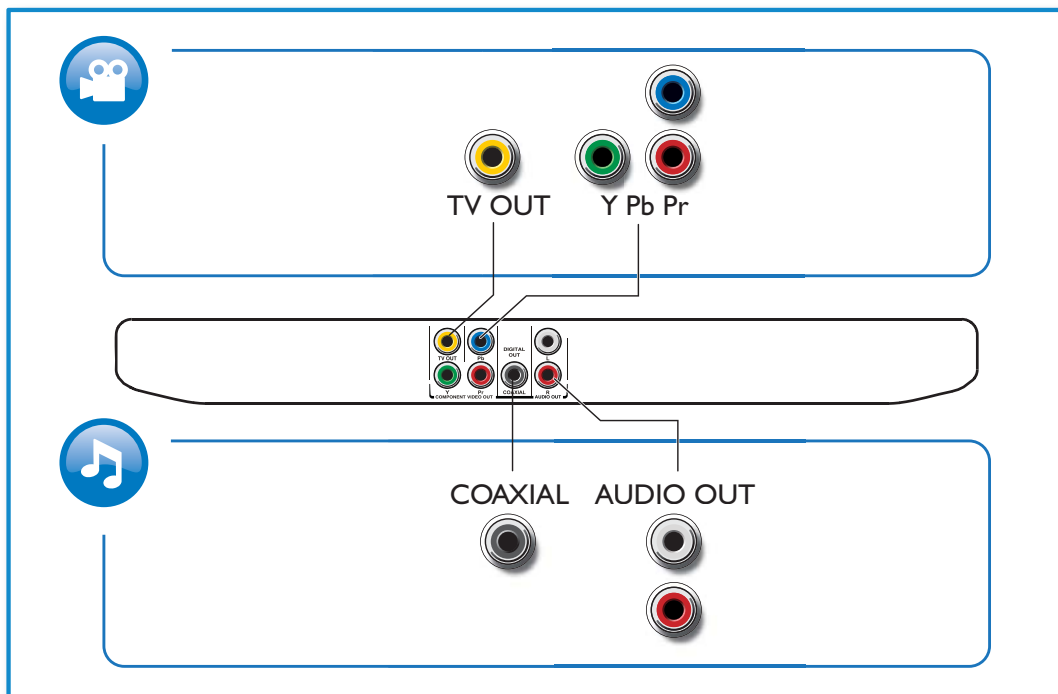 TV OUT
Y Pb Pr
DIGITAL
OUT
TV OUT
Pb
L
Y
Pr
COAXIAL
R
COMPONENT VIDEO OUT
AUDIO OUT
COAXIAL
AUDIO OUT